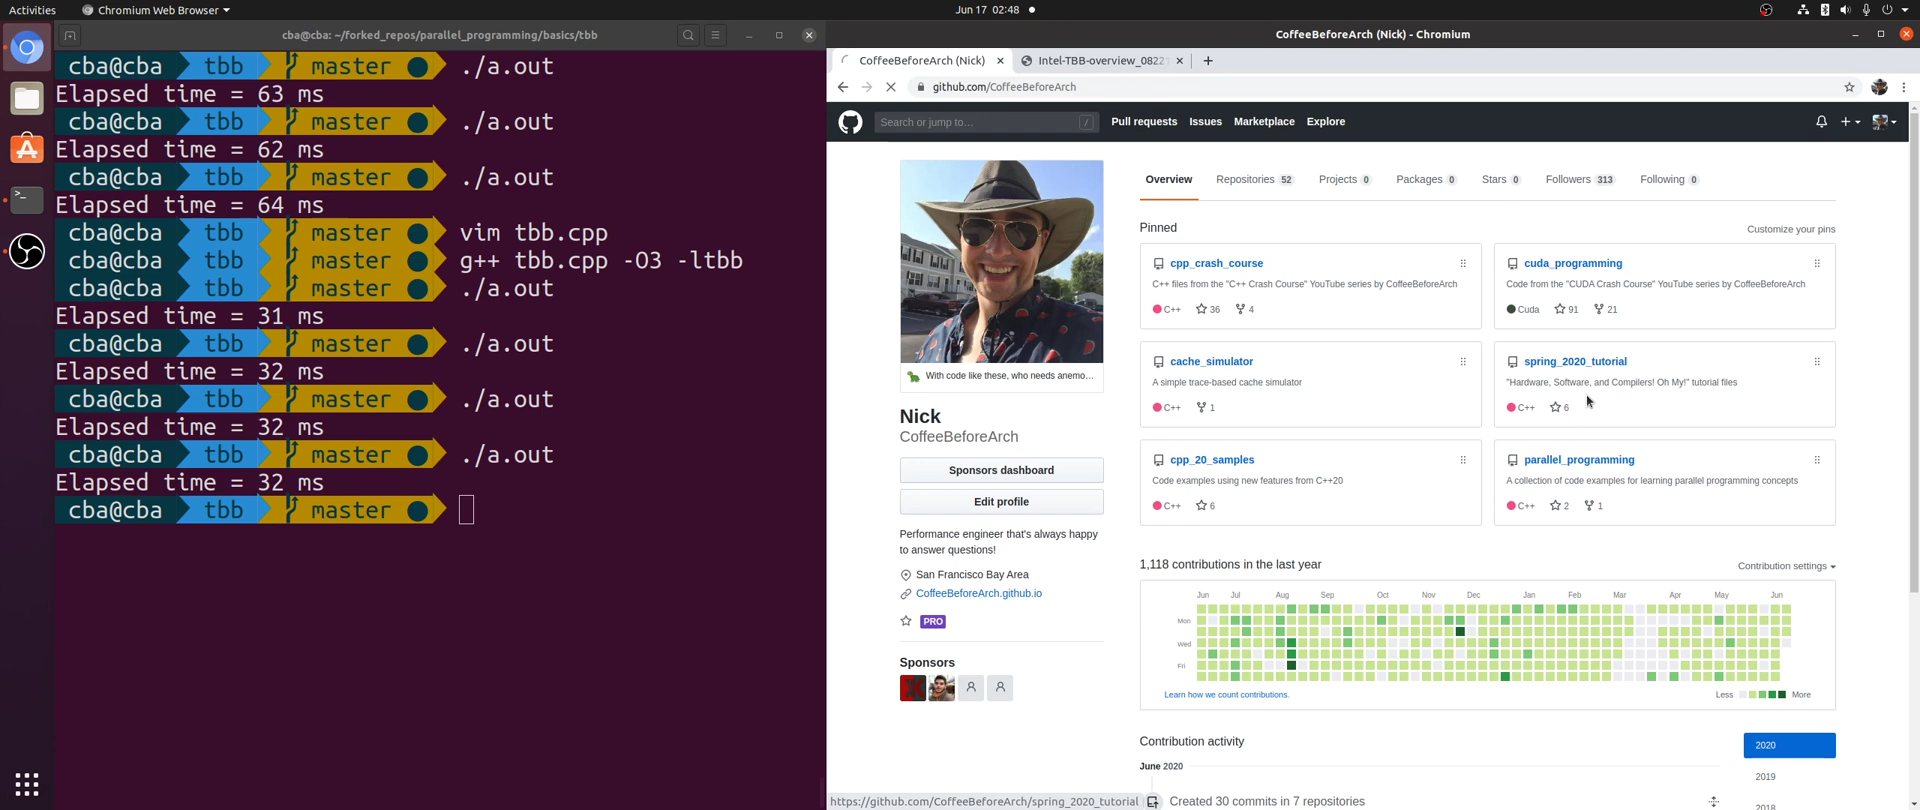 Activities
Chromium Web Browser
Jun 17 02:48
cba@cba: ~/forked_repos/parallel_programming/basics/tbb
cba@cba tbb master ./a.out
Elapsed time = 63 ms
cba@cba tbb master ./a.out
Elapsed time = 62 ms
cba@cba tbb master ./a.out
Elapsed time = 64 ms
cba@cba tbb master vim tbb.cpp
cba@cba tbb master g++ tbb.cpp -O3 -ltbb
cba@cba tbb master ./a.out
Elapsed time = 31 ms
cba@cba tbb master ./a.out
Elapsed time = 32 ms
cba@cba tbb master ./a.out
Elapsed time = 32 ms
cba@cba tbb master ./a.out
Elapsed time = 32 ms
cba@cba tbb master
CoffeeBeforeArch (Nick) - Chromium
CoffeeBeforeArch (Nick)
Intel-TBB-overview_0822
github.com/CoffeeBeforeArch
Search or jump to... /
Pull requests Issues Marketplace Explore
Overview Repositories 52 Projects 0 Packages 0 Stars 0 Followers 313 Following 0
With code like these, who needs anemo...
Nick
CoffeeBeforeArch
Sponsors dashboard
Edit profile
Performance engineer that's always happy
to answer questions!
San Francisco Bay Area
CoffeeBeforeArch.github.io
PRO
Sponsors
Pinned
Customize your pins
cpp_crash_course
C++ files from the "C++ Crash Course" YouTube series by CoffeeBeforeArch
C++ 36 4
cuda_programming
Code from the "CUDA Crash Course" YouTube series by CoffeeBeforeArch
Cuda 91 21
cache_simulator
A simple trace-based cache simulator
C++ 1
spring_2020_tutorial
"Hardware, Software, and Compilers! Oh My!" tutorial files
C++ 6
cpp_20_samples
Code examples using new features from C++20
C++ 6
parallel_programming
A collection of code examples for learning parallel programming concepts
C++ 2 1
1,118 contributions in the last year
Contribution settings
Jun Jul Aug Sep Oct Nov Dec Jan Feb Mar Apr May Jun
Mon
Wed
Fri
Learn how we count contributions.
Less More
Contribution activity
2020
2019
2018
June 2020
Created 30 commits in 7 repositories
https://github.com/CoffeeBeforeArch/spring_2020_tutorial